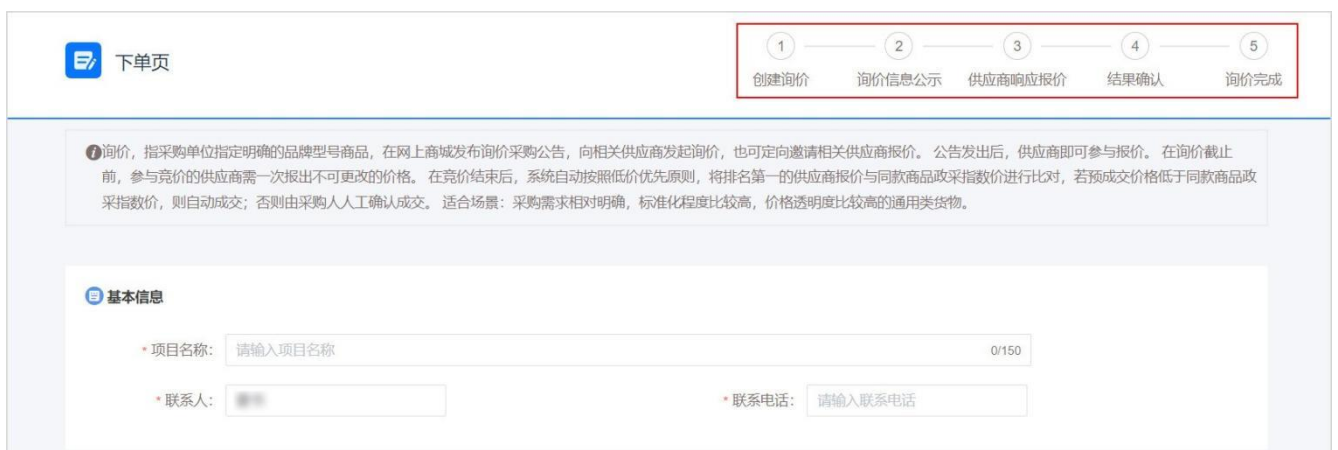 下单页
1 2 3 4 5
创建询价 询价信息公示 供应商响应报价 结果确认 询价完成
询价，指采购单位指定明确的品牌型号商品，在网上商城发布询价采购公告，向相关供应商发起询价，也可定向邀请相关供应商报价。 公告发出后，供应商即可参与报价。 在询价截止
前，参与竞价的供应商需一次报出不可更改的价格。 在竞价结束后，系统自动按照低价优先原则，将排名第一的供应商报价与同款商品政采指数价进行比对，若预成交价格低于同款商品政
采指数价，则自动成交；否则由采购人人工确认成交。 适合场景：采购需求相对明确，标准化程度比较高，价格透明度比较高的通用类货物。
基本信息
* 项目名称： 请输入项目名称 0/150
* 联系人： * 联系电话： 请输入联系电话